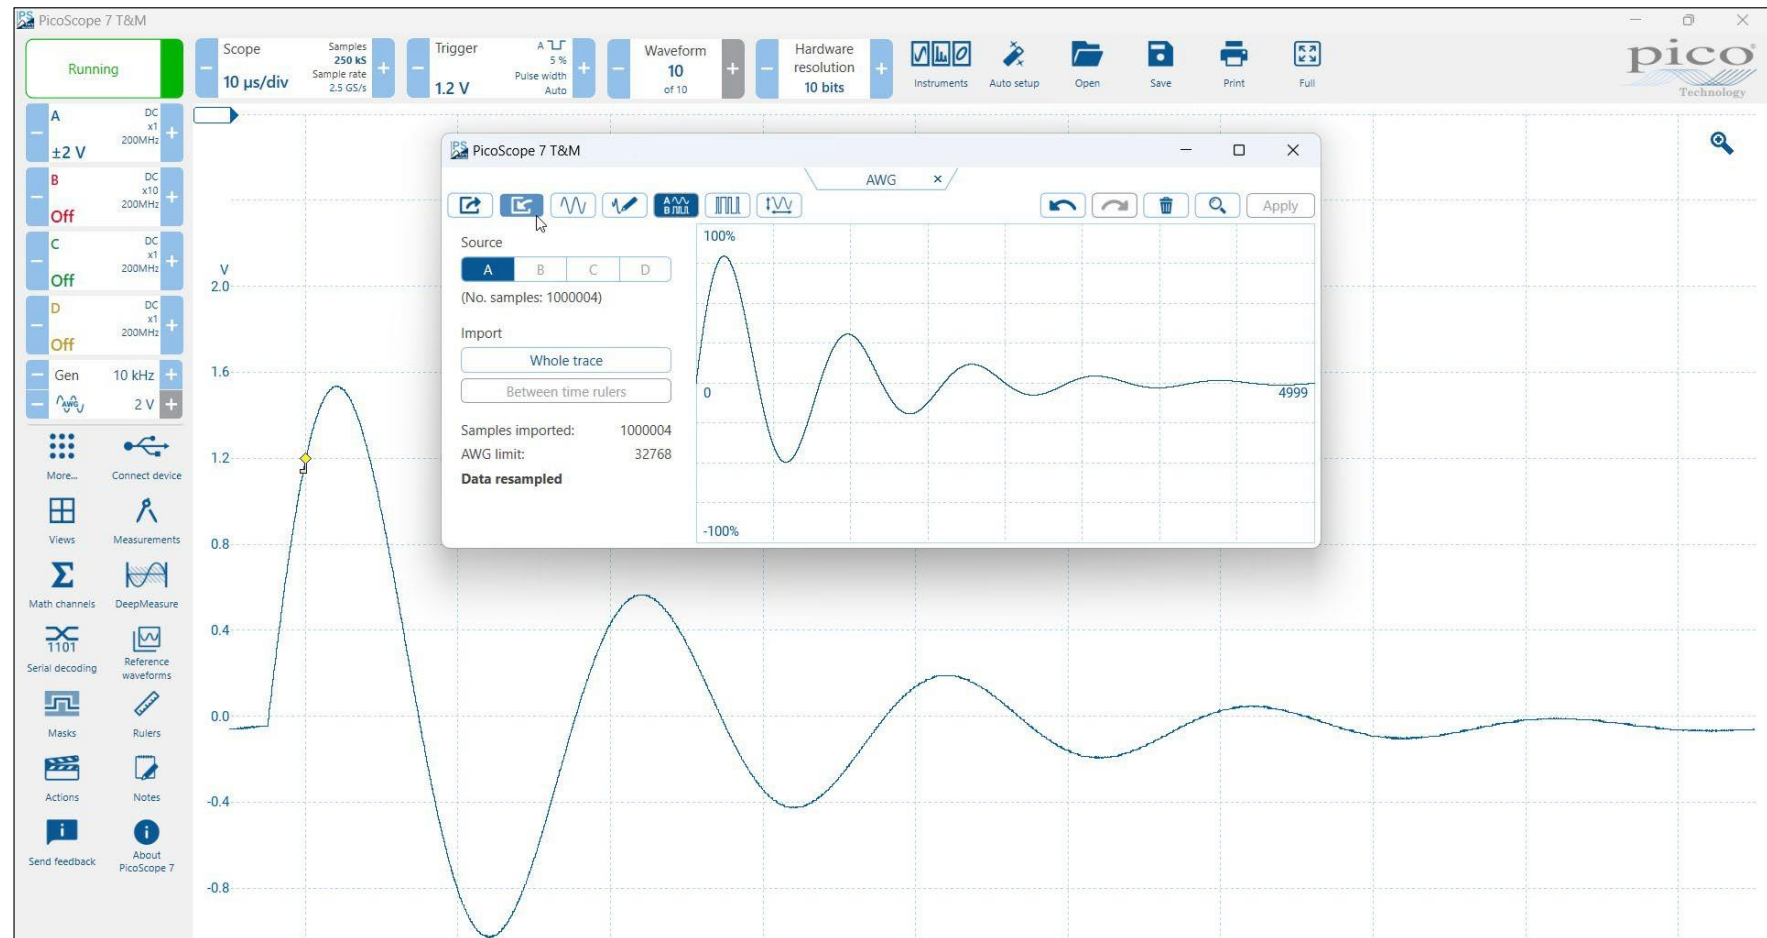 PicoScope 7 T&M
Running
Scope
10 µs/div
Samples
250 kS
Sample rate
2.5 GS/s
Trigger
1.2 V
A
5 %
Pulse width
Auto
Waveform
10
of 10
Hardware
resolution
10 bits
Instruments
Auto setup
Open
Save
Print
Full
pico
Technology
A
DC
x1
200MHz
±2 V
B
DC
x10
200MHz
Off
C
DC
x1
200MHz
Off
D
DC
x1
200MHz
Off
Gen
10 kHz
AWG
2 V
More...
Connect device
Views
Measurements
Math channels
DeepMeasure
1101
Serial decoding
Reference
waveforms
Masks
Rulers
Actions
Notes
Send feedback
About
PicoScope 7
V
2.0
1.6
1.2
0.8
0.4
0.0
-0.4
-0.8
PS PicoScope 7 T&M
AWG
A
B
Apply
Source
A B C D
(No. samples: 1000004)
Import
Whole trace
Between time rulers
Samples imported: 1000004
AWG limit: 32768
Data resampled
100%
0
4999
-100%